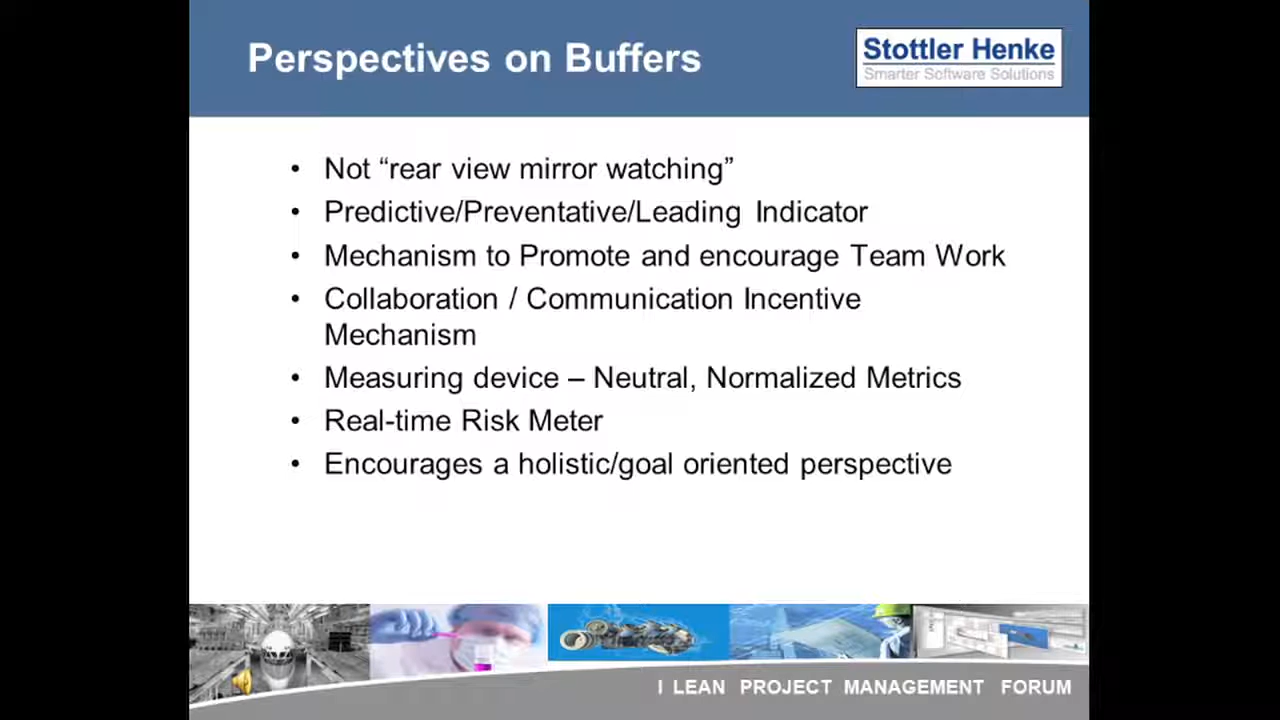 Perspectives on Buffers
Stottler Henke
Smarter Software Solutions
• Not “rear view mirror watching”
• Predictive/Preventative/Leading Indicator
• Mechanism to Promote and encourage Team Work
• Collaboration / Communication Incentive
Mechanism
• Measuring device – Neutral, Normalized Metrics
• Real-time Risk Meter
• Encourages a holistic/goal oriented perspective
I LEAN PROJECT MANAGEMENT FORUM